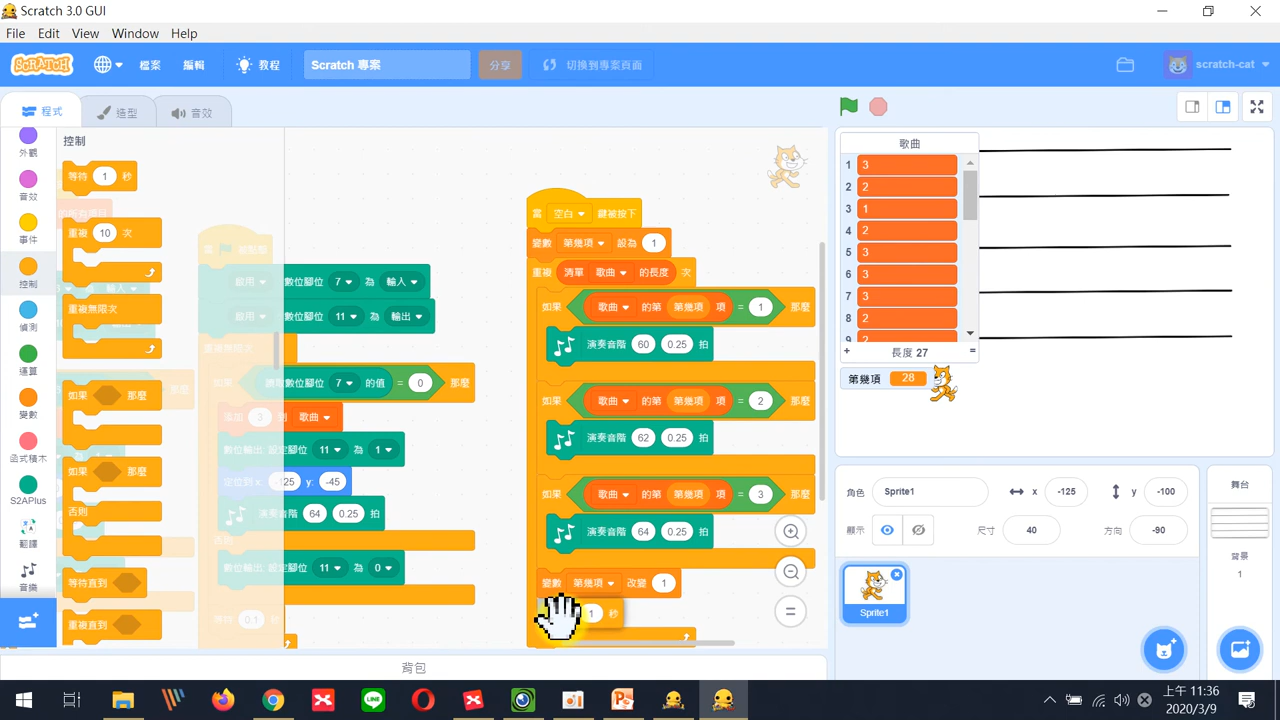 Scratch 3.0 GUI
File Edit View Window Help
SCRATCH 檔案 編輯 教程 Scratch 專案 分享 切換到專案頁面 scratch-cat
程式 造型 音效
外觀
音效
事件
控制
偵測
運算
變數
函式積木
S2APlus
翻譯
音樂
控制
等待 1 秒
重複 10 次
重複無限次
如果 那麼
如果 那麼
否則
等待直到
重複直到
啟用 數位腳位 7 為 輸入
啟用 數位腳位 11 為 輸出
重複無限次
如果 讀取數位腳位 7 的值 = 0 那麼
添加 3 到 歌曲
數位輸出 設定腳位 11 為 1
定位到 x: -125 y: -45
演奏音階 64 0.25 拍
否則
數位輸出 設定腳位 11 為 0
等待 0.1 秒
當 空白 鍵被按下
變數 第幾項 設為 1
重複 清單 歌曲 的長度 次
如果 歌曲 的第 第幾項 項 = 1 那麼
演奏音階 60 0.25 拍
如果 歌曲 的第 第幾項 項 = 2 那麼
演奏音階 62 0.25 拍
如果 歌曲 的第 第幾項 項 = 3 那麼
演奏音階 64 0.25 拍
變數 第幾項 改變 1
1 秒
背包
歌曲
1 3
2 2
3 1
4 2
5 3
6 3
7 3
8 2
9 2
+ 長度 27 =
第幾項 28
角色 Sprite1 x -125 y -100
顯示 尺寸 40 方向 -90
Sprite1
舞台
背景
1
上午 11:36
2020/3/9